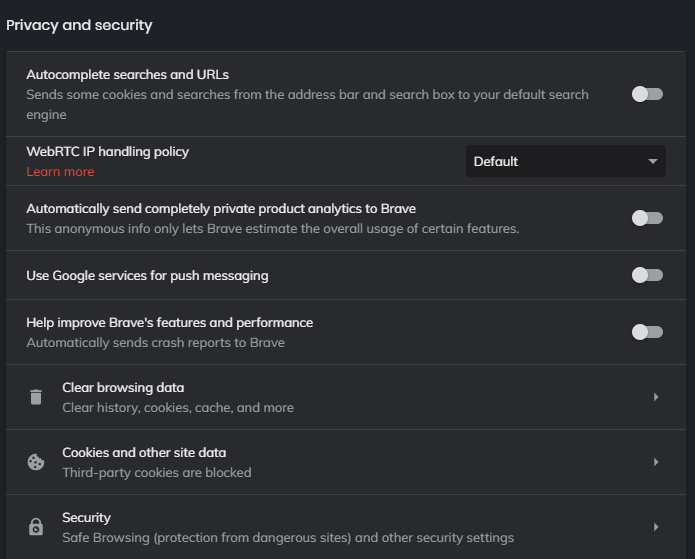 Privacy and security
Autocomplete searches and URLs
Sends some cookies and searches from the address bar and search box to your default search
engine
WebRTC IP handling policy
Learn more
Default
Automatically send completely private product analytics to Brave
This anonymous info only lets Brave estimate the overall usage of certain features.
Use Google services for push messaging
Help improve Brave's features and performance
Automatically sends crash reports to Brave
Clear browsing data
Clear history, cookies, cache, and more
Cookies and other site data
Third-party cookies are blocked
Security
Safe Browsing (protection from dangerous sites) and other security settings